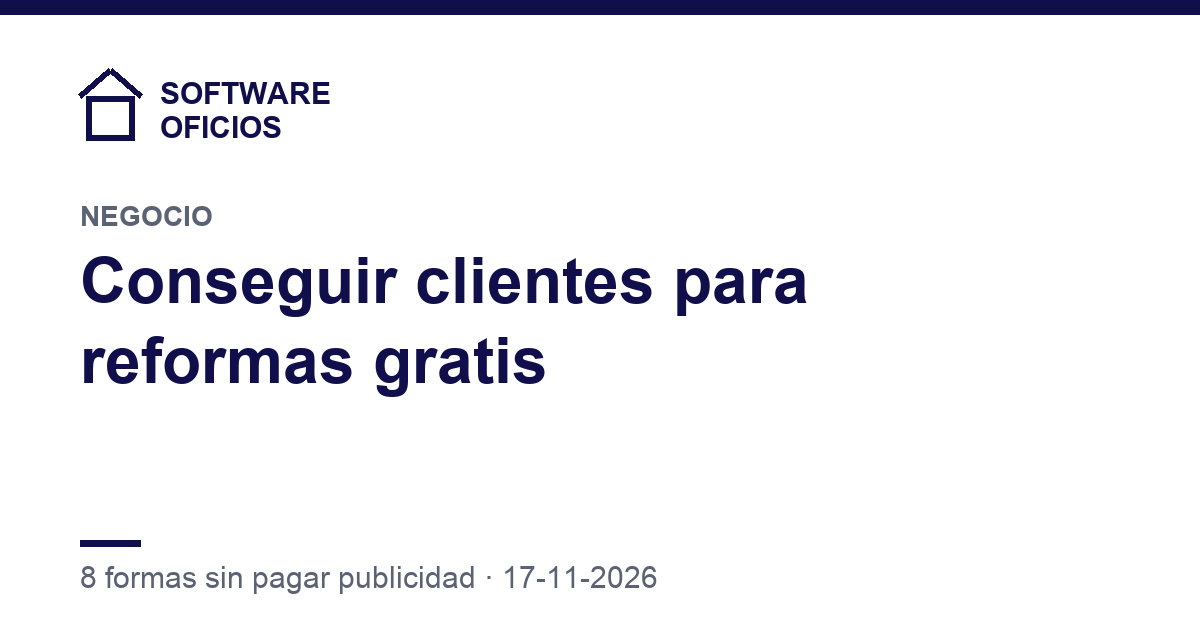 SOFTWARE
OFICIOS
NEGOCIO
Conseguir clientes para
reformas gratis
8 formas sin pagar publicidad · 17-11-2026